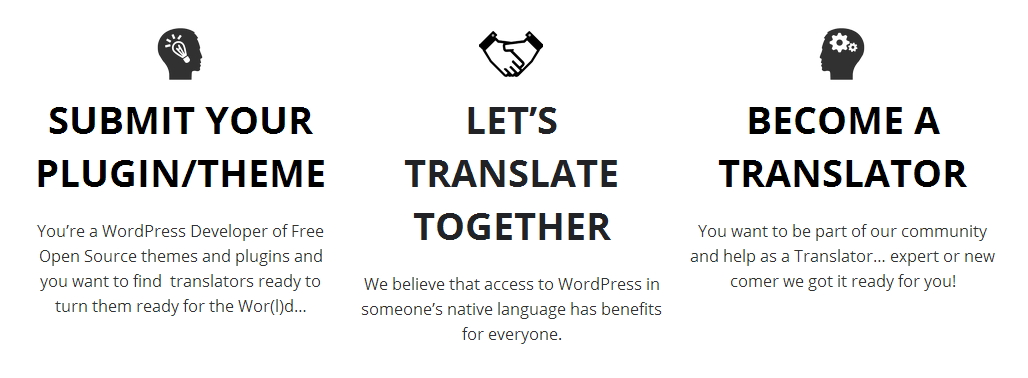 SUBMIT YOUR
PLUGIN/THEME
You’re a WordPress Developer of Free
Open Source themes and plugins and
you want to find  translators ready to
turn them ready for the Wor(l)d...
LET’S
TRANSLATE
TOGETHER
We believe that access to WordPress in
someone’s native language has benefits
for everyone.
BECOME A
TRANSLATOR
You want to be part of our community
and help as a Translator... expert or new
comer we got it ready for you!